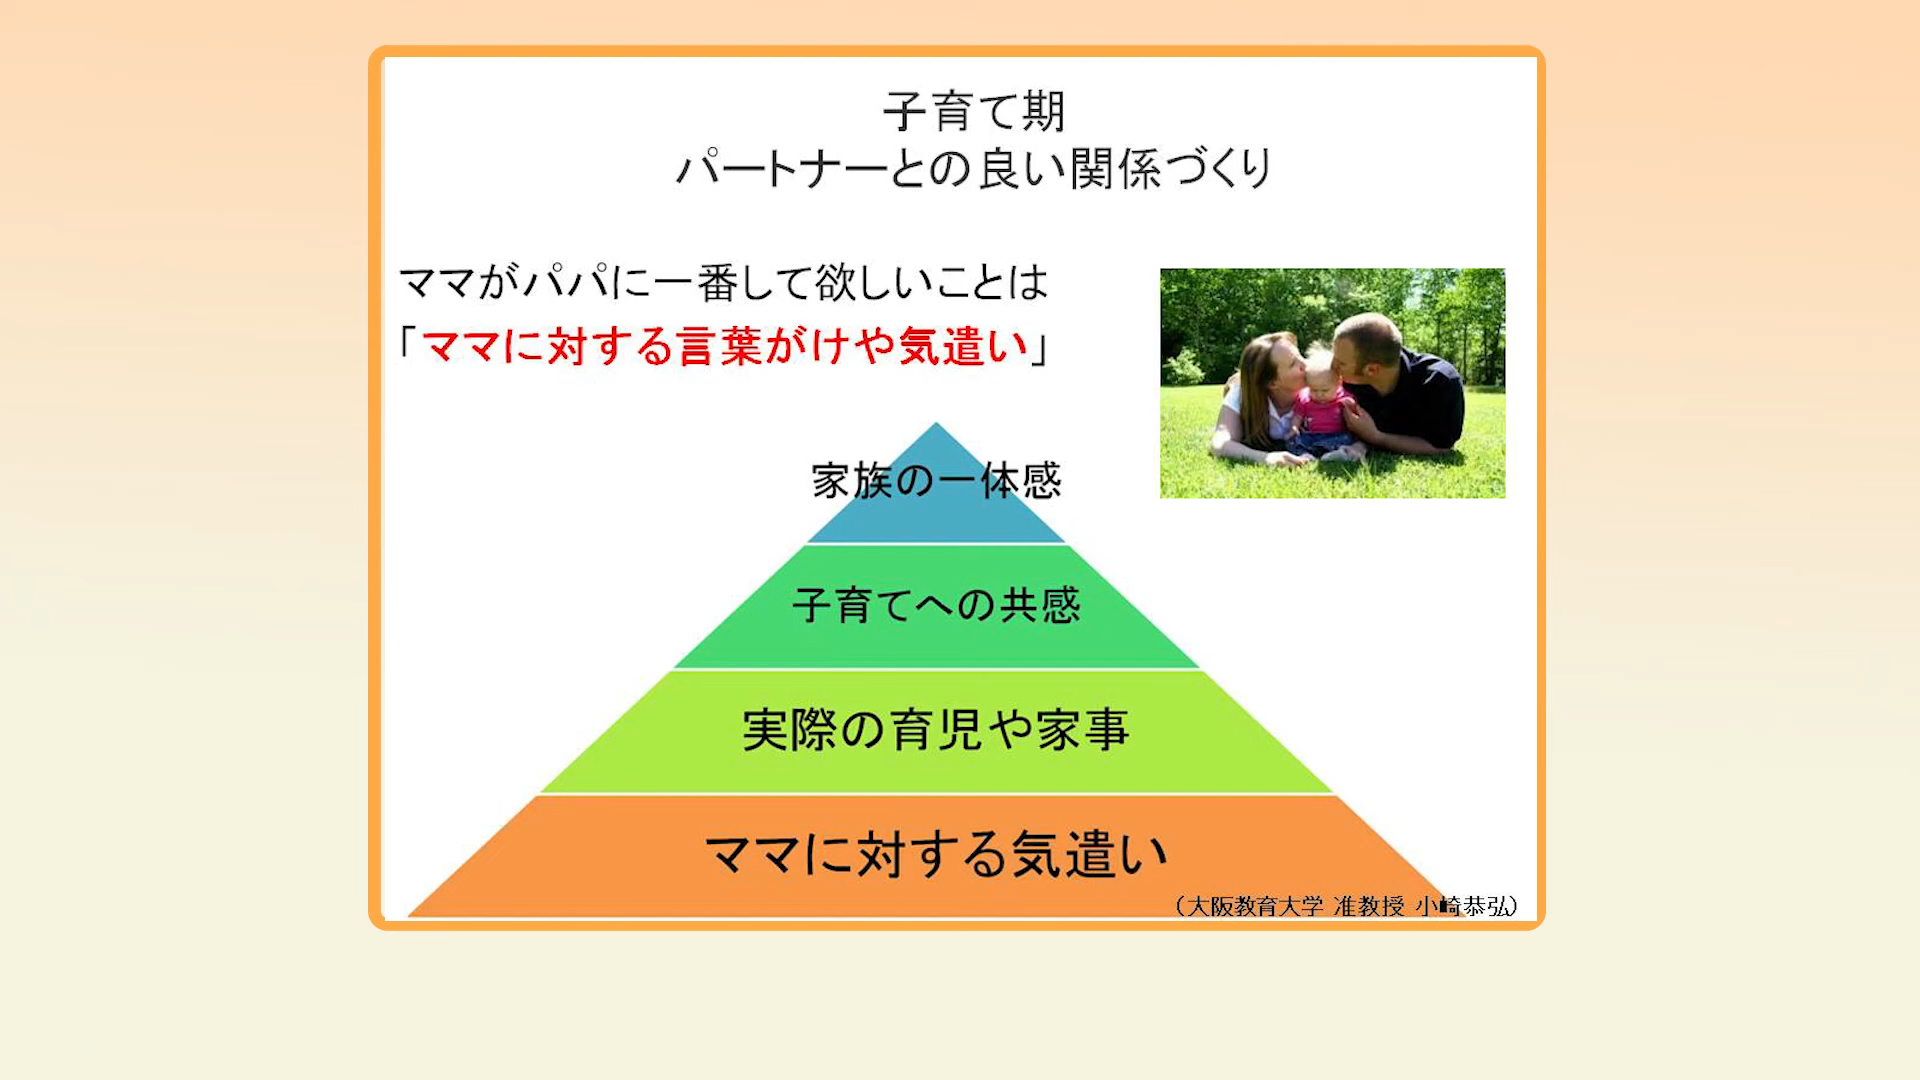 子育て期
パートナーとの良い関係づくり
ママがパパに一番して欲しいことは
「ママに対する言葉がけや気遣い」
家族の一体感
子育てへの共感
実際の育児や家事
ママに対する気遣い
（大阪教育大学 准教授 小崎恭弘）